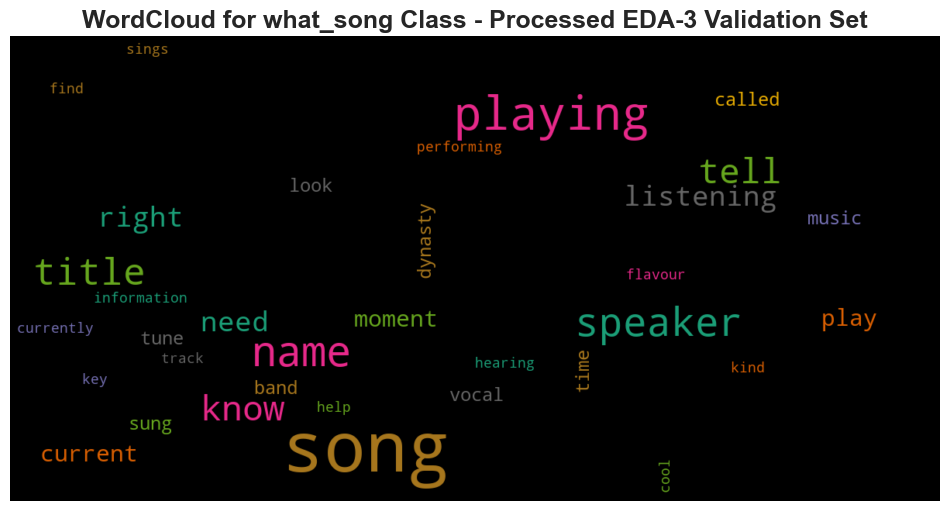 WordCloud for what_song Class - Processed EDA-3 Validation Set
sings
find
called
playing
performing
tell
look
listening
right
music
dynasty
title
flavour
information
need
moment
speaker
play
currently
tune
name
track
hearing
time
kind
key
band
vocal
know
help
sung
current
song
cool